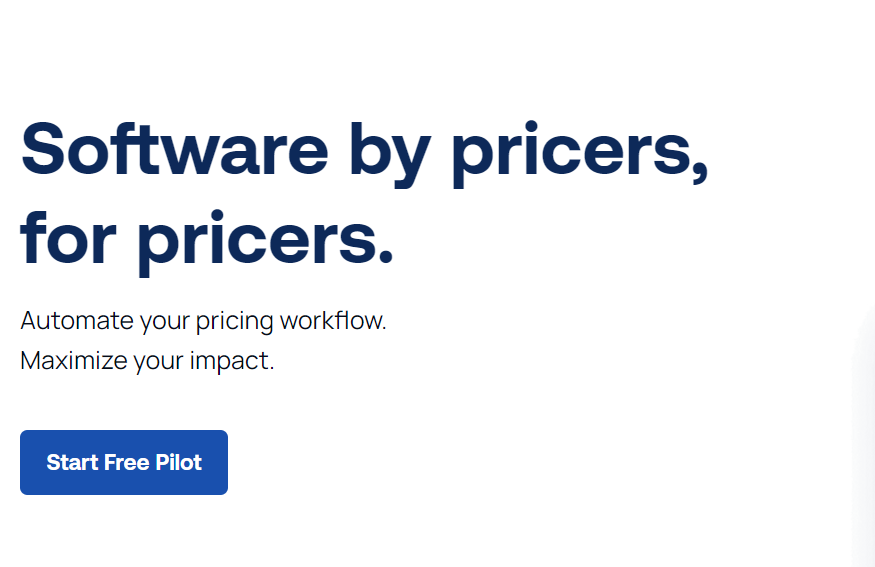 Software by pricers,
for pricers.
Automate your pricing workflow.
Maximize your impact.
Start Free Pilot